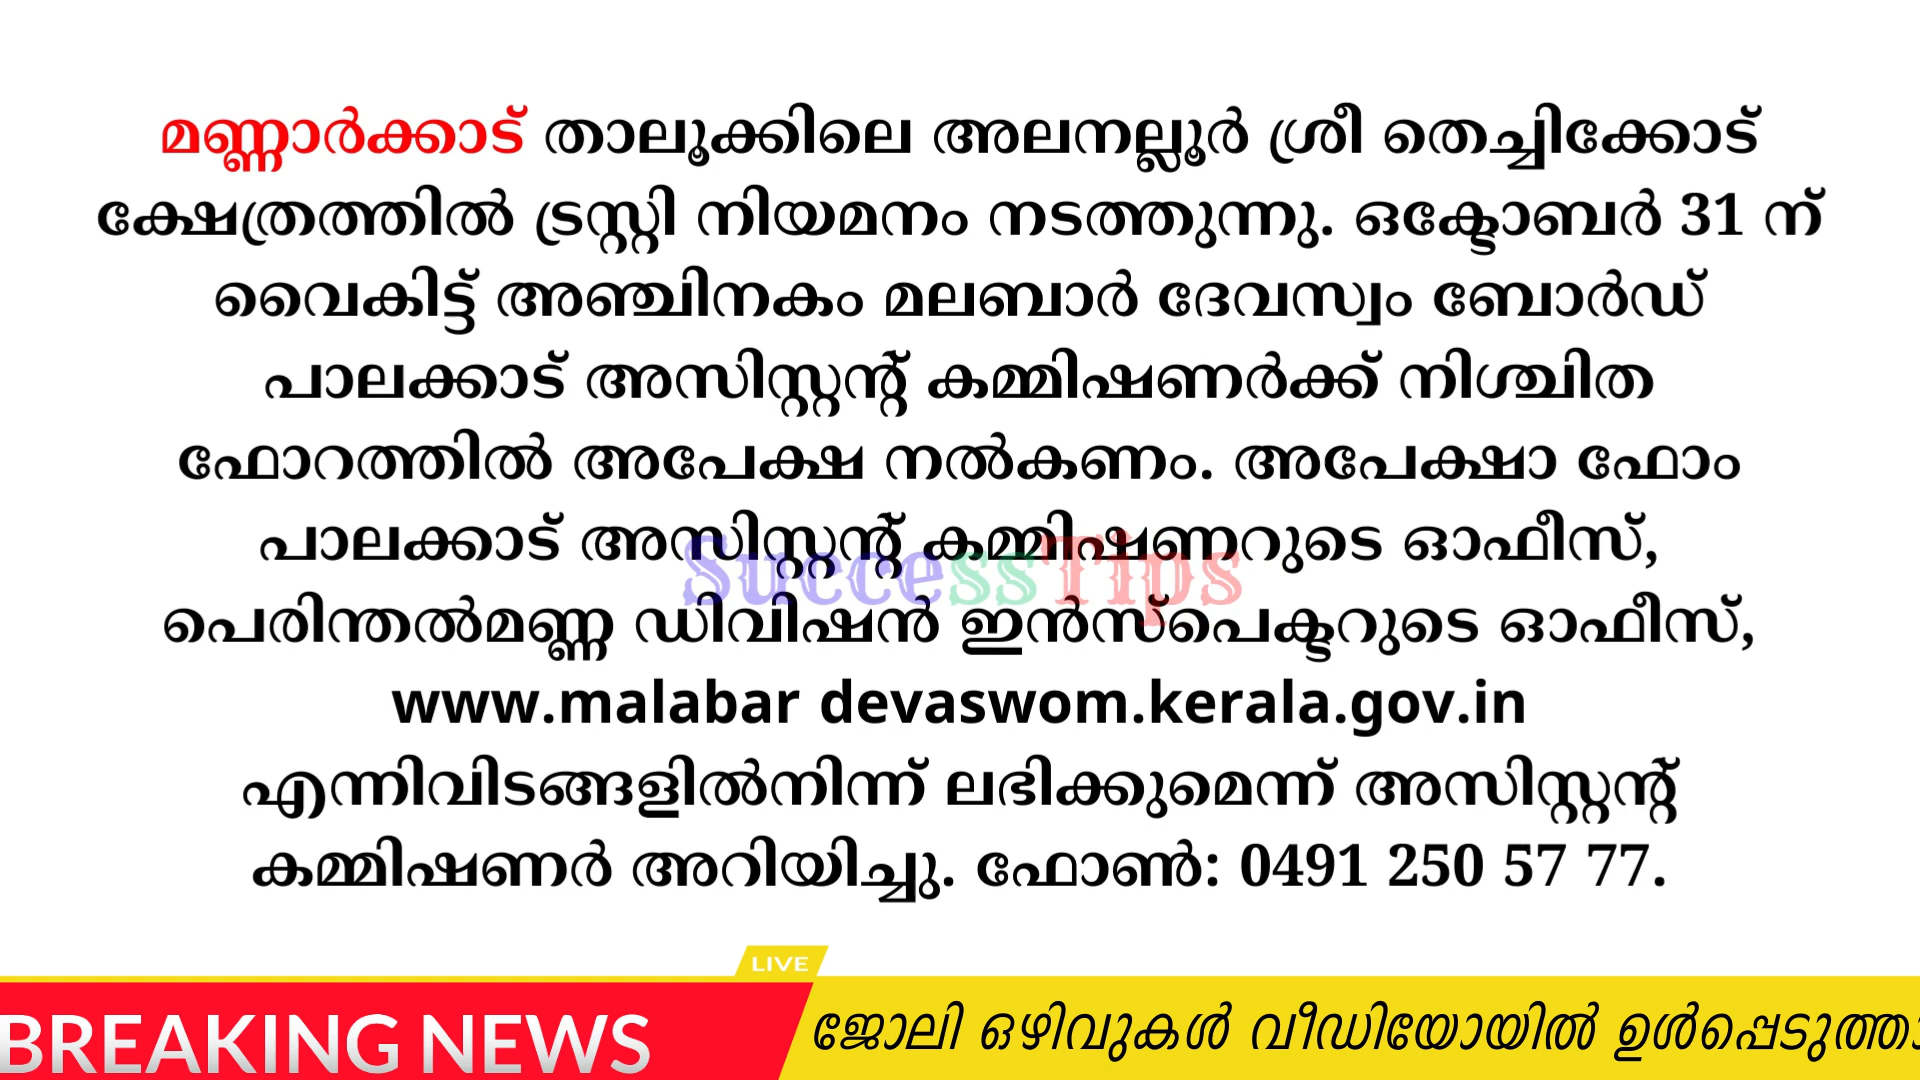 മണ്ണാർക്കാട് താലൂക്കിലെ അലനല്ലൂർ ശ്രീ തെച്ചിക്കോട്
ക്ഷേത്രത്തിൽ ട്രസ്റ്റി നിയമനം നടത്തുന്നു. ഒക്ടോബർ 31 ന്
വൈകിട്ട് അഞ്ചിനകം മലബാർ ദേവസ്വം ബോർഡ്
പാലക്കാട് അസിസ്റ്റന്റ് കമ്മിഷണർക്ക് നിശ്ചിത
ഫോറത്തിൽ അപേക്ഷ നൽകണം. അപേക്ഷാ ഫോം
പാലക്കാട് അസിസ്റ്റന്റ് കമ്മിഷണറുടെ ഓഫീസ്,
SuccessTips
പെരിന്തൽമണ്ണ ഡിവിഷൻ ഇൻസ്പെക്ടറുടെ ഓഫീസ്,
www.malabar devaswom.kerala.gov.in
എന്നിവിടങ്ങളിൽനിന്ന് ലഭിക്കുമെന്ന് അസിസ്റ്റന്റ്
കമ്മിഷണർ അറിയിച്ചു. ഫോൺ: 0491 250 57 77.
LIVE
BREAKING NEWS
ജോലി ഒഴിവുകൾ വീഡിയോയിൽ